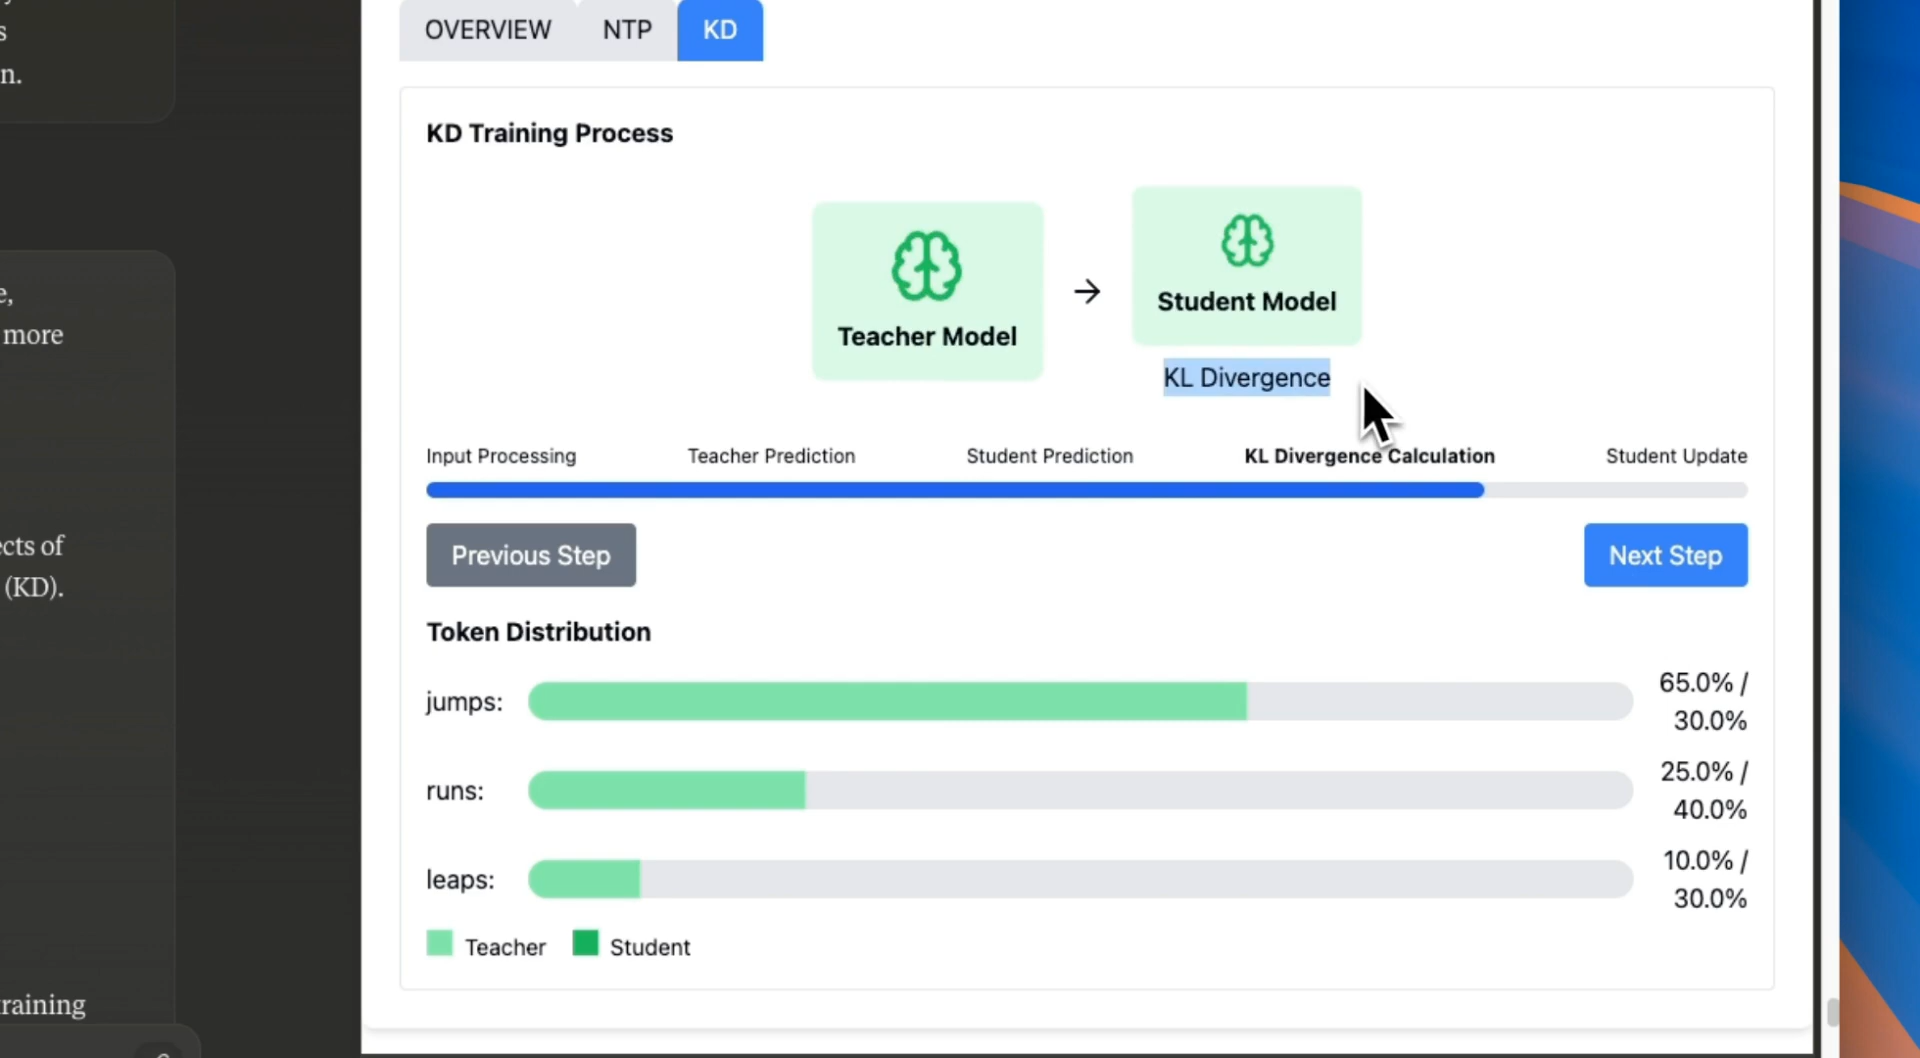 s
n.
e,
more
ects of
(KD).
training
OVERVIEW NTP KD
KD Training Process
Teacher Model
Student Model
KL Divergence
Input Processing Teacher Prediction Student Prediction KL Divergence Calculation Student Update
Previous Step Next Step
Token Distribution
jumps: 65.0% /
30.0%
runs: 25.0% /
40.0%
leaps: 10.0% /
30.0%
Teacher Student